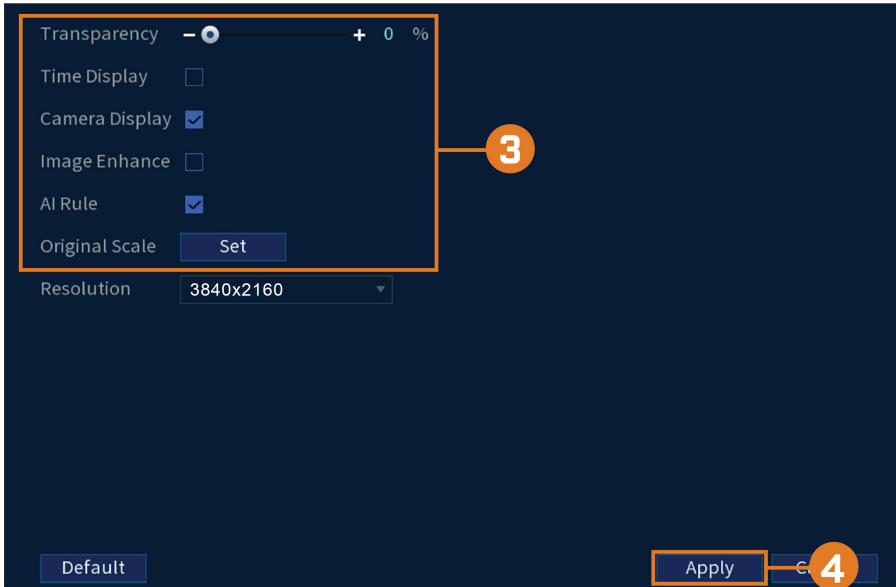 Transparency − + 0 %
Time Display
Camera Display
Image Enhance
AI Rule
Original Scale Set
Resolution 3840x2160
3
Default Apply
4